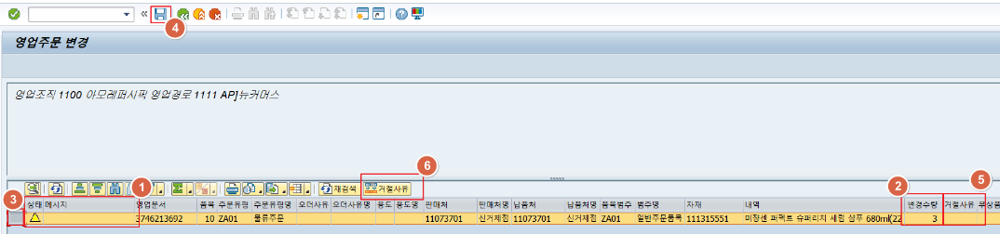 4
영업주문 변경
영업조직 1100 아모레퍼시픽 영업경로 1111 AP]뉴커머스
6
재검색 거절사유
5
1
2
3
상태 메시지 영업문서 품목 주문유형 주문유형명 오더사유 오더사유명 용도 용도명 판매처 판매처명 납품처 납품처명 품목범주 범주명 자재 내역 변경수량 거절사유 무상품
3746213692 10 ZA01 물류주문 11073701 신거제점 11073701 신거제점 ZA01 일반주문품목 111315551 미장센 퍼펙트 슈퍼리치 세럼 샴푸 680ml(22 3